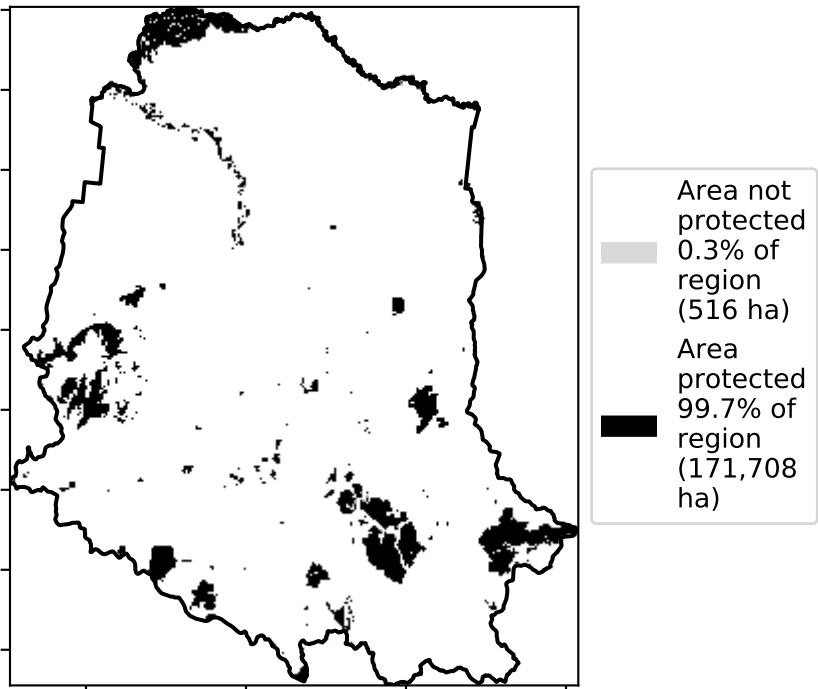 Area not
protected
0.3% of
region
(516 ha)
Area
protected
99.7% of
region
(171,708
ha)